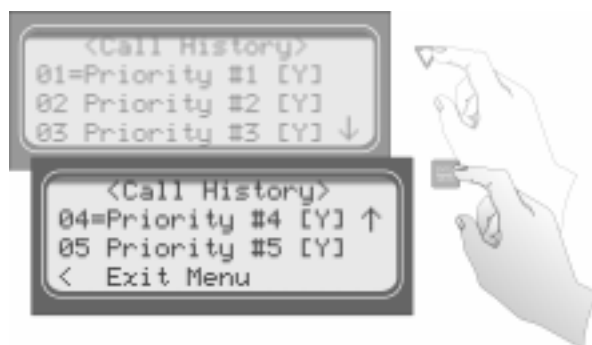 <Call History>
01=Priority #1 [Y]
02 Priority #2 [Y]
03 Priority #3 [Y] ↓
<Call History>
04=Priority #4 [Y] ↑
05 Priority #5 [Y]
< Exit Menu